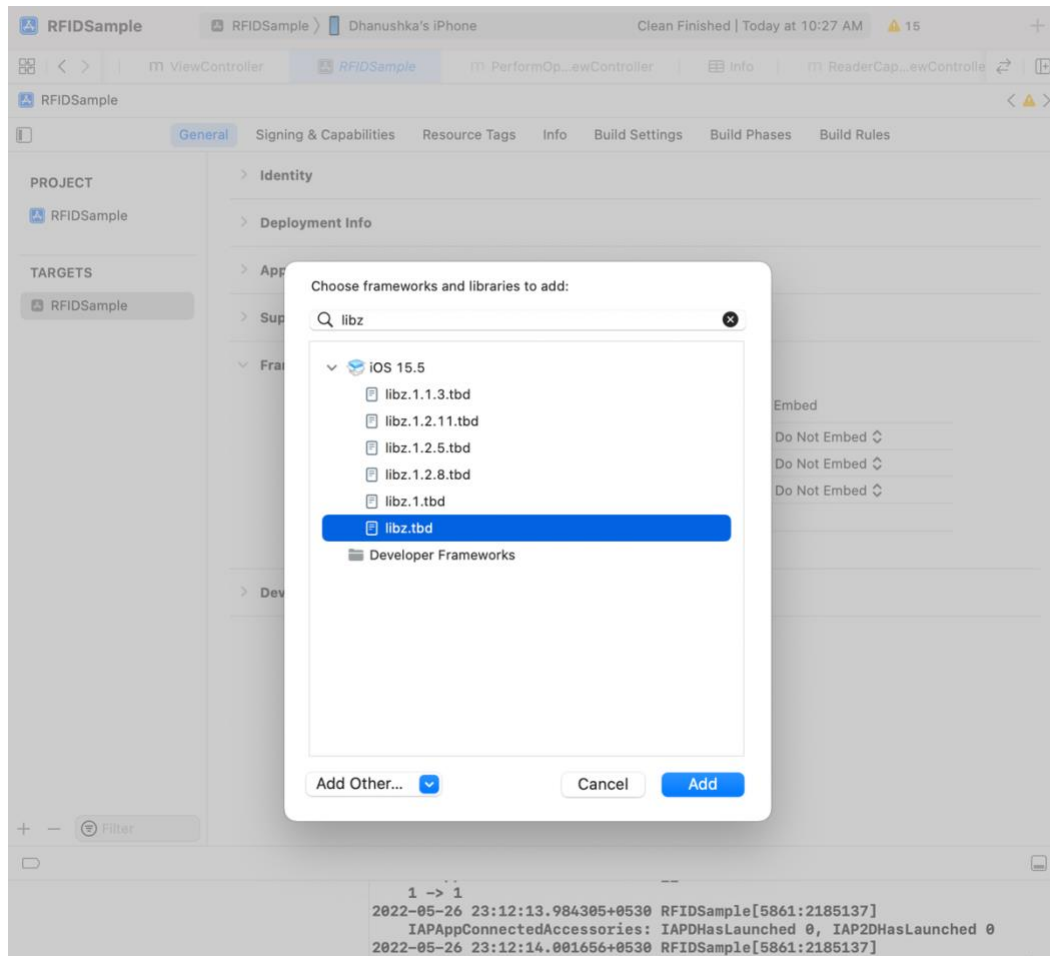 RFIDSample RFIDSample 〉 Dhanushka's iPhone Clean Finished | Today at 10:27 AM 15
ViewController RFIDSample PerformOp...ewController Info ReaderCap...ewControlle
RFIDSample
General Signing & Capabilities Resource Tags Info Build Settings Build Phases Build Rules
PROJECT
RFIDSample
TARGETS
RFIDSample
Identity
Deployment Info
App
Sup
Fra
Embed
Do Not Embed
Do Not Embed
Do Not Embed
Dev
Choose frameworks and libraries to add:
libz
iOS 15.5
libz.1.1.3.tbd
libz.1.2.11.tbd
libz.1.2.5.tbd
libz.1.2.8.tbd
libz.1.tbd
libz.tbd
Developer Frameworks
Add Other... Cancel Add
Filter
1 -> 1
2022-05-26 23:12:13.984305+0530 RFIDSample[5861:2185137]
IAPAppConnectedAccessories: IAPDHasLaunched 0, IAP2DHasLaunched 0
2022-05-26 23:12:14.001656+0530 RFIDSample[5861:2185137]